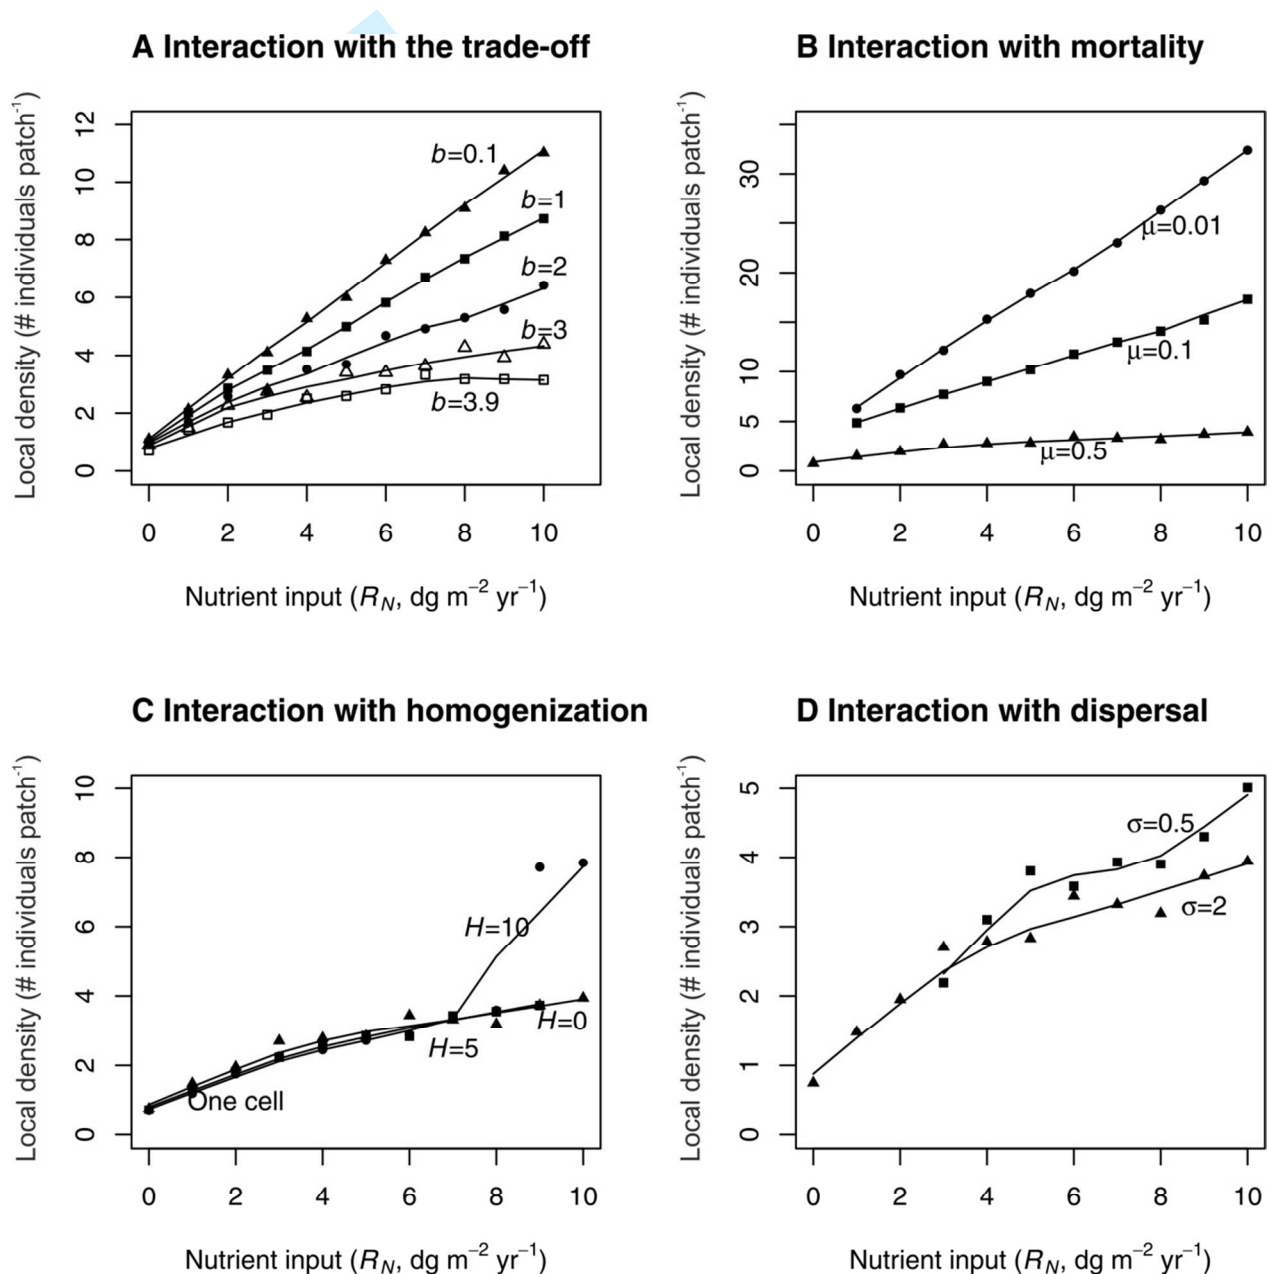 A Interaction with the trade-off
Local density (# individuals patch⁻¹)
12
10
8
6
4
2
0
b=0.1
b=1
b=2
b=3
b=3.9
0 2 4 6 8 10
Nutrient input (R_N, dg m⁻² yr⁻¹)
B Interaction with mortality
Local density (# individuals patch⁻¹)
30
20
10
5
0
μ=0.01
μ=0.1
μ=0.5
0 2 4 6 8 10
Nutrient input (R_N, dg m⁻² yr⁻¹)
C Interaction with homogenization
Local density (# individuals patch⁻¹)
10
8
6
4
2
0
H=10
H=0
H=5
One cell
0 2 4 6 8 10
Nutrient input (R_N, dg m⁻² yr⁻¹)
D Interaction with dispersal
Local density (# individuals patch⁻¹)
5
4
3
2
1
0
σ=0.5
σ=2
0 2 4 6 8 10
Nutrient input (R_N, dg m⁻² yr⁻¹)